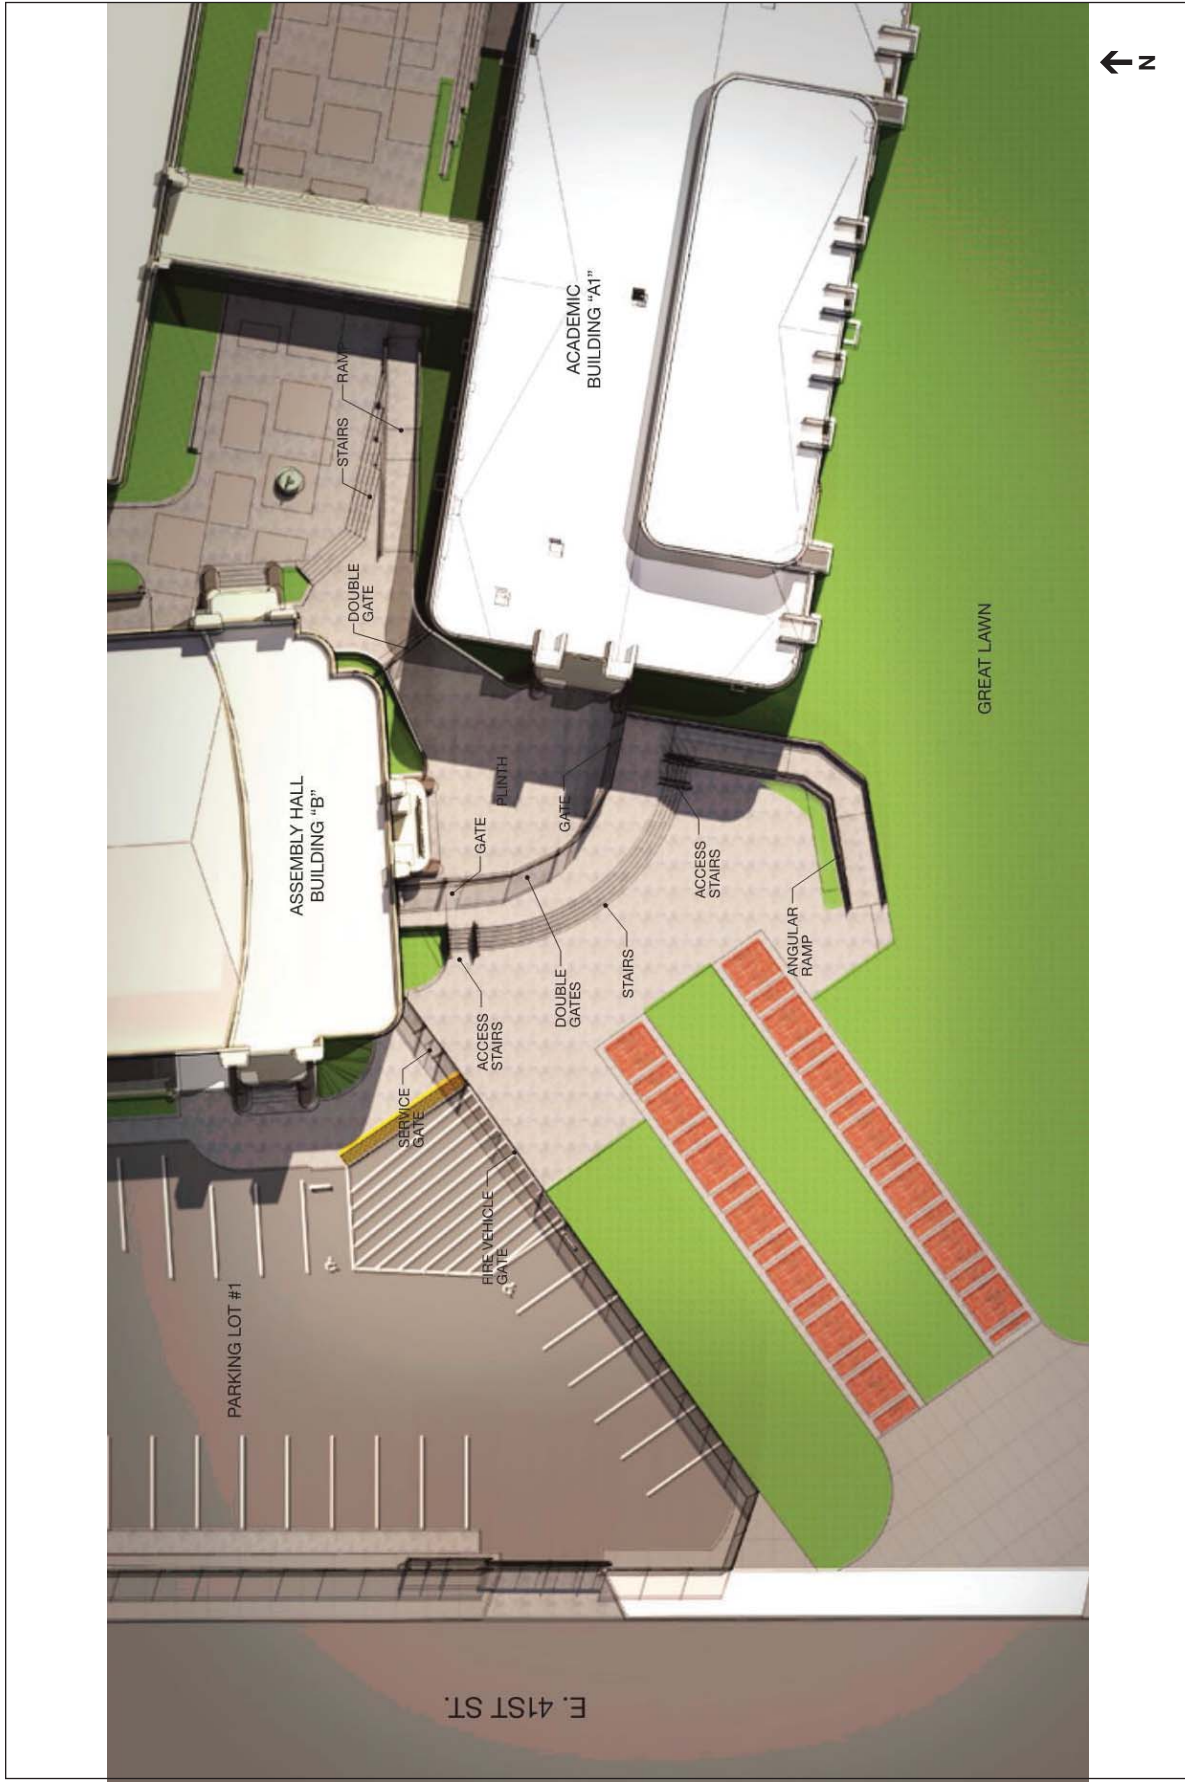 N
ACADEMIC
BUILDING "A1"
RAMP
STAIRS
DOUBLE
GATE
GREAT LAWN
ASSEMBLY HALL
BUILDING "B"
PLINTH
GATE
GATE
ACCESS
STAIRS
ANGULAR
RAMP
STAIRS
DOUBLE
GATES
ACCESS
STAIRS
SERVICE
GATE
FIRE VEHICLE
GATE
PARKING LOT #1
E. 41ST ST.